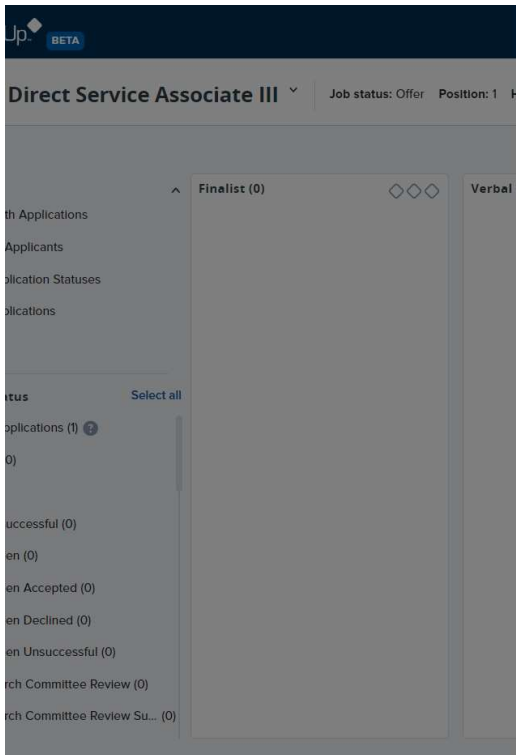 Up.
BETA
Direct Service Associate III
Job status: Offer Position: 1 H
Finalist (0)
Verbal
th Applications
Applicants
plication Statuses
plications
atus
Select all
pplications (1) ?
0)
uccessful (0)
en (0)
en Accepted (0)
en Declined (0)
en Unsuccessful (0)
rch Committee Review (0)
rch Committee Review Su... (0)